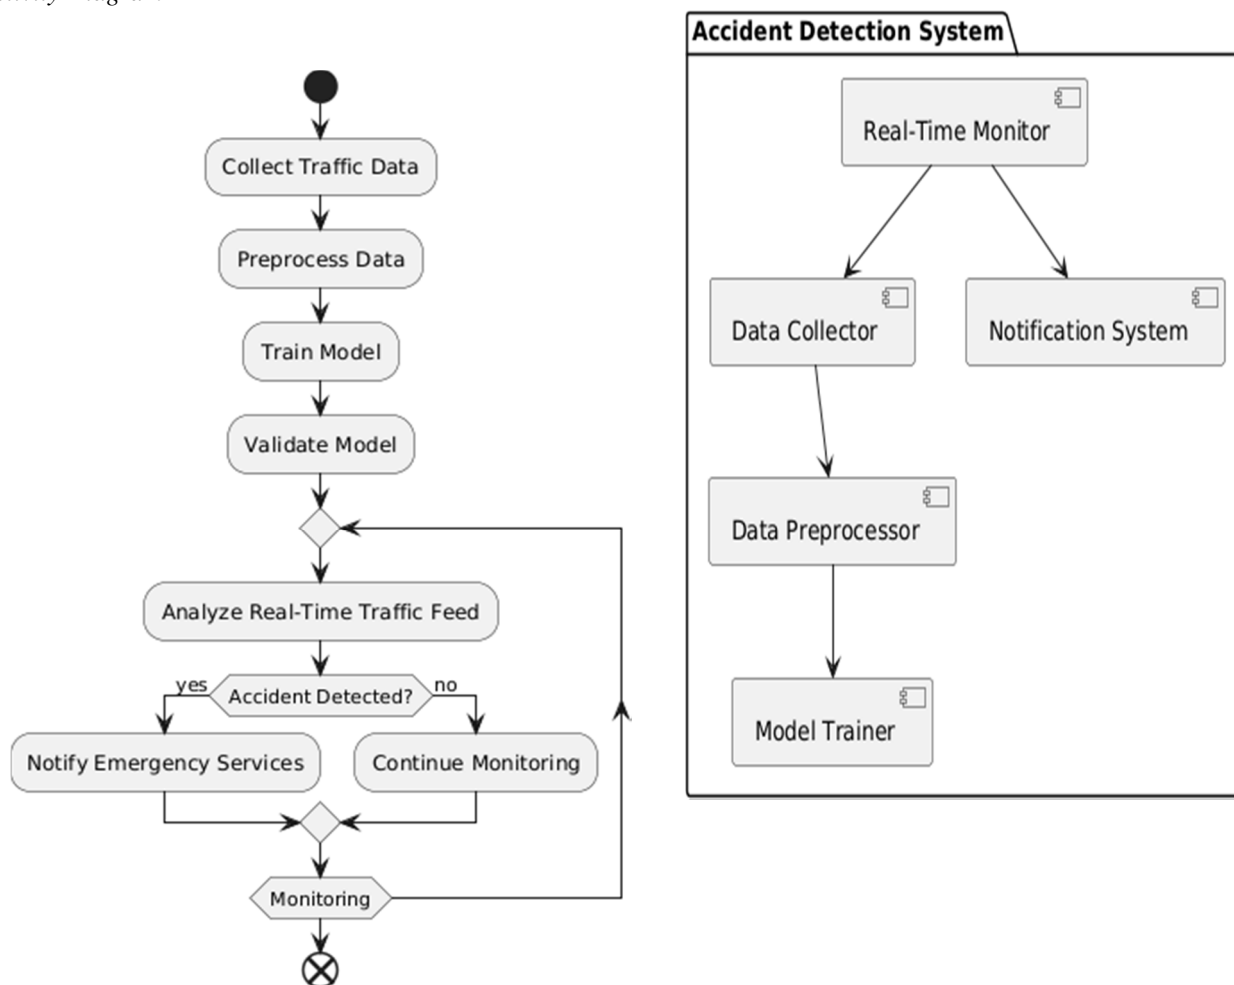 Collect Traffic Data
Preprocess Data
Train Model
Validate Model
Analyze Real-Time Traffic Feed
yes
Accident Detected?
no
Notify Emergency Services
Continue Monitoring
Monitoring
Accident Detection System
Real-Time Monitor
Data Collector
Notification System
Data Preprocessor
Model Trainer